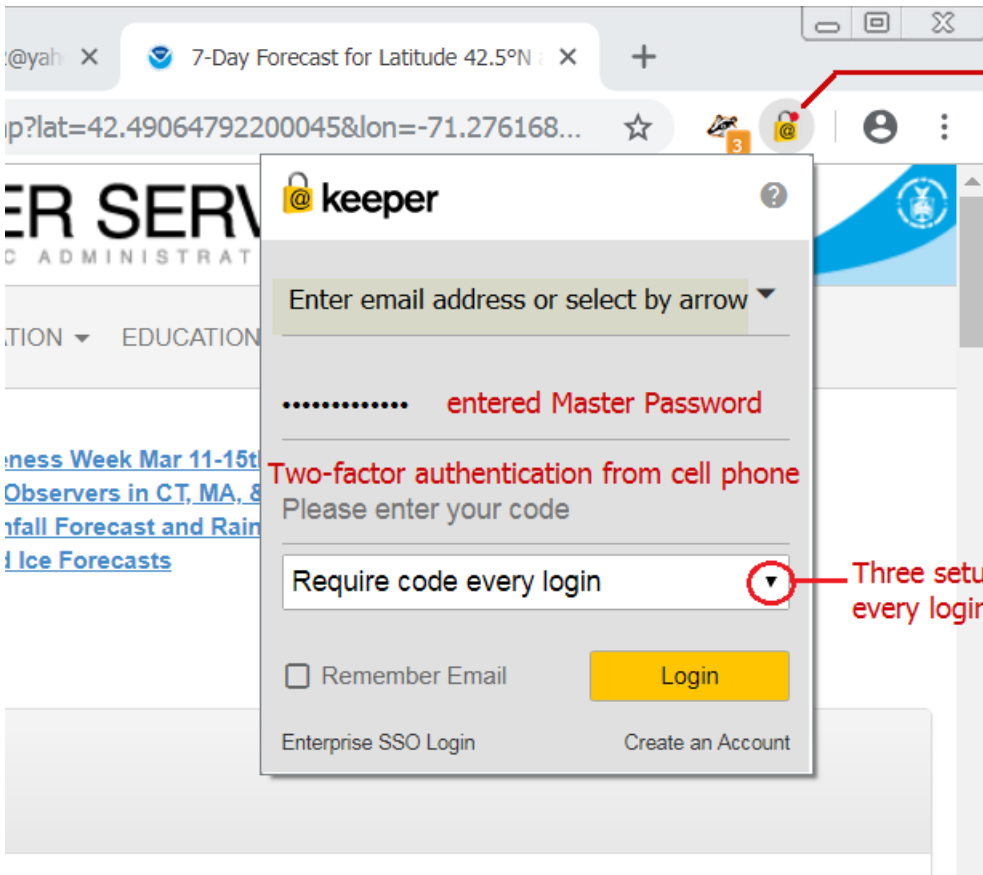 :@yah
7-Day Forecast for Latitude 42.5°N a
p?lat=42.49064792200045&lon=-71.276168...
3
ER SERV
C ADMINISTRAT
keeper
Enter email address or select by arrow
TION EDUCATION
............. entered Master Password
eness Week Mar 11-15th
Two-factor authentication from cell phone
Observers in CT, MA, &
Please enter your code
nfall Forecast and Rain
d Ice Forecasts
Require code every login
Three setu
every login
Remember Email
Login
Enterprise SSO Login
Create an Account